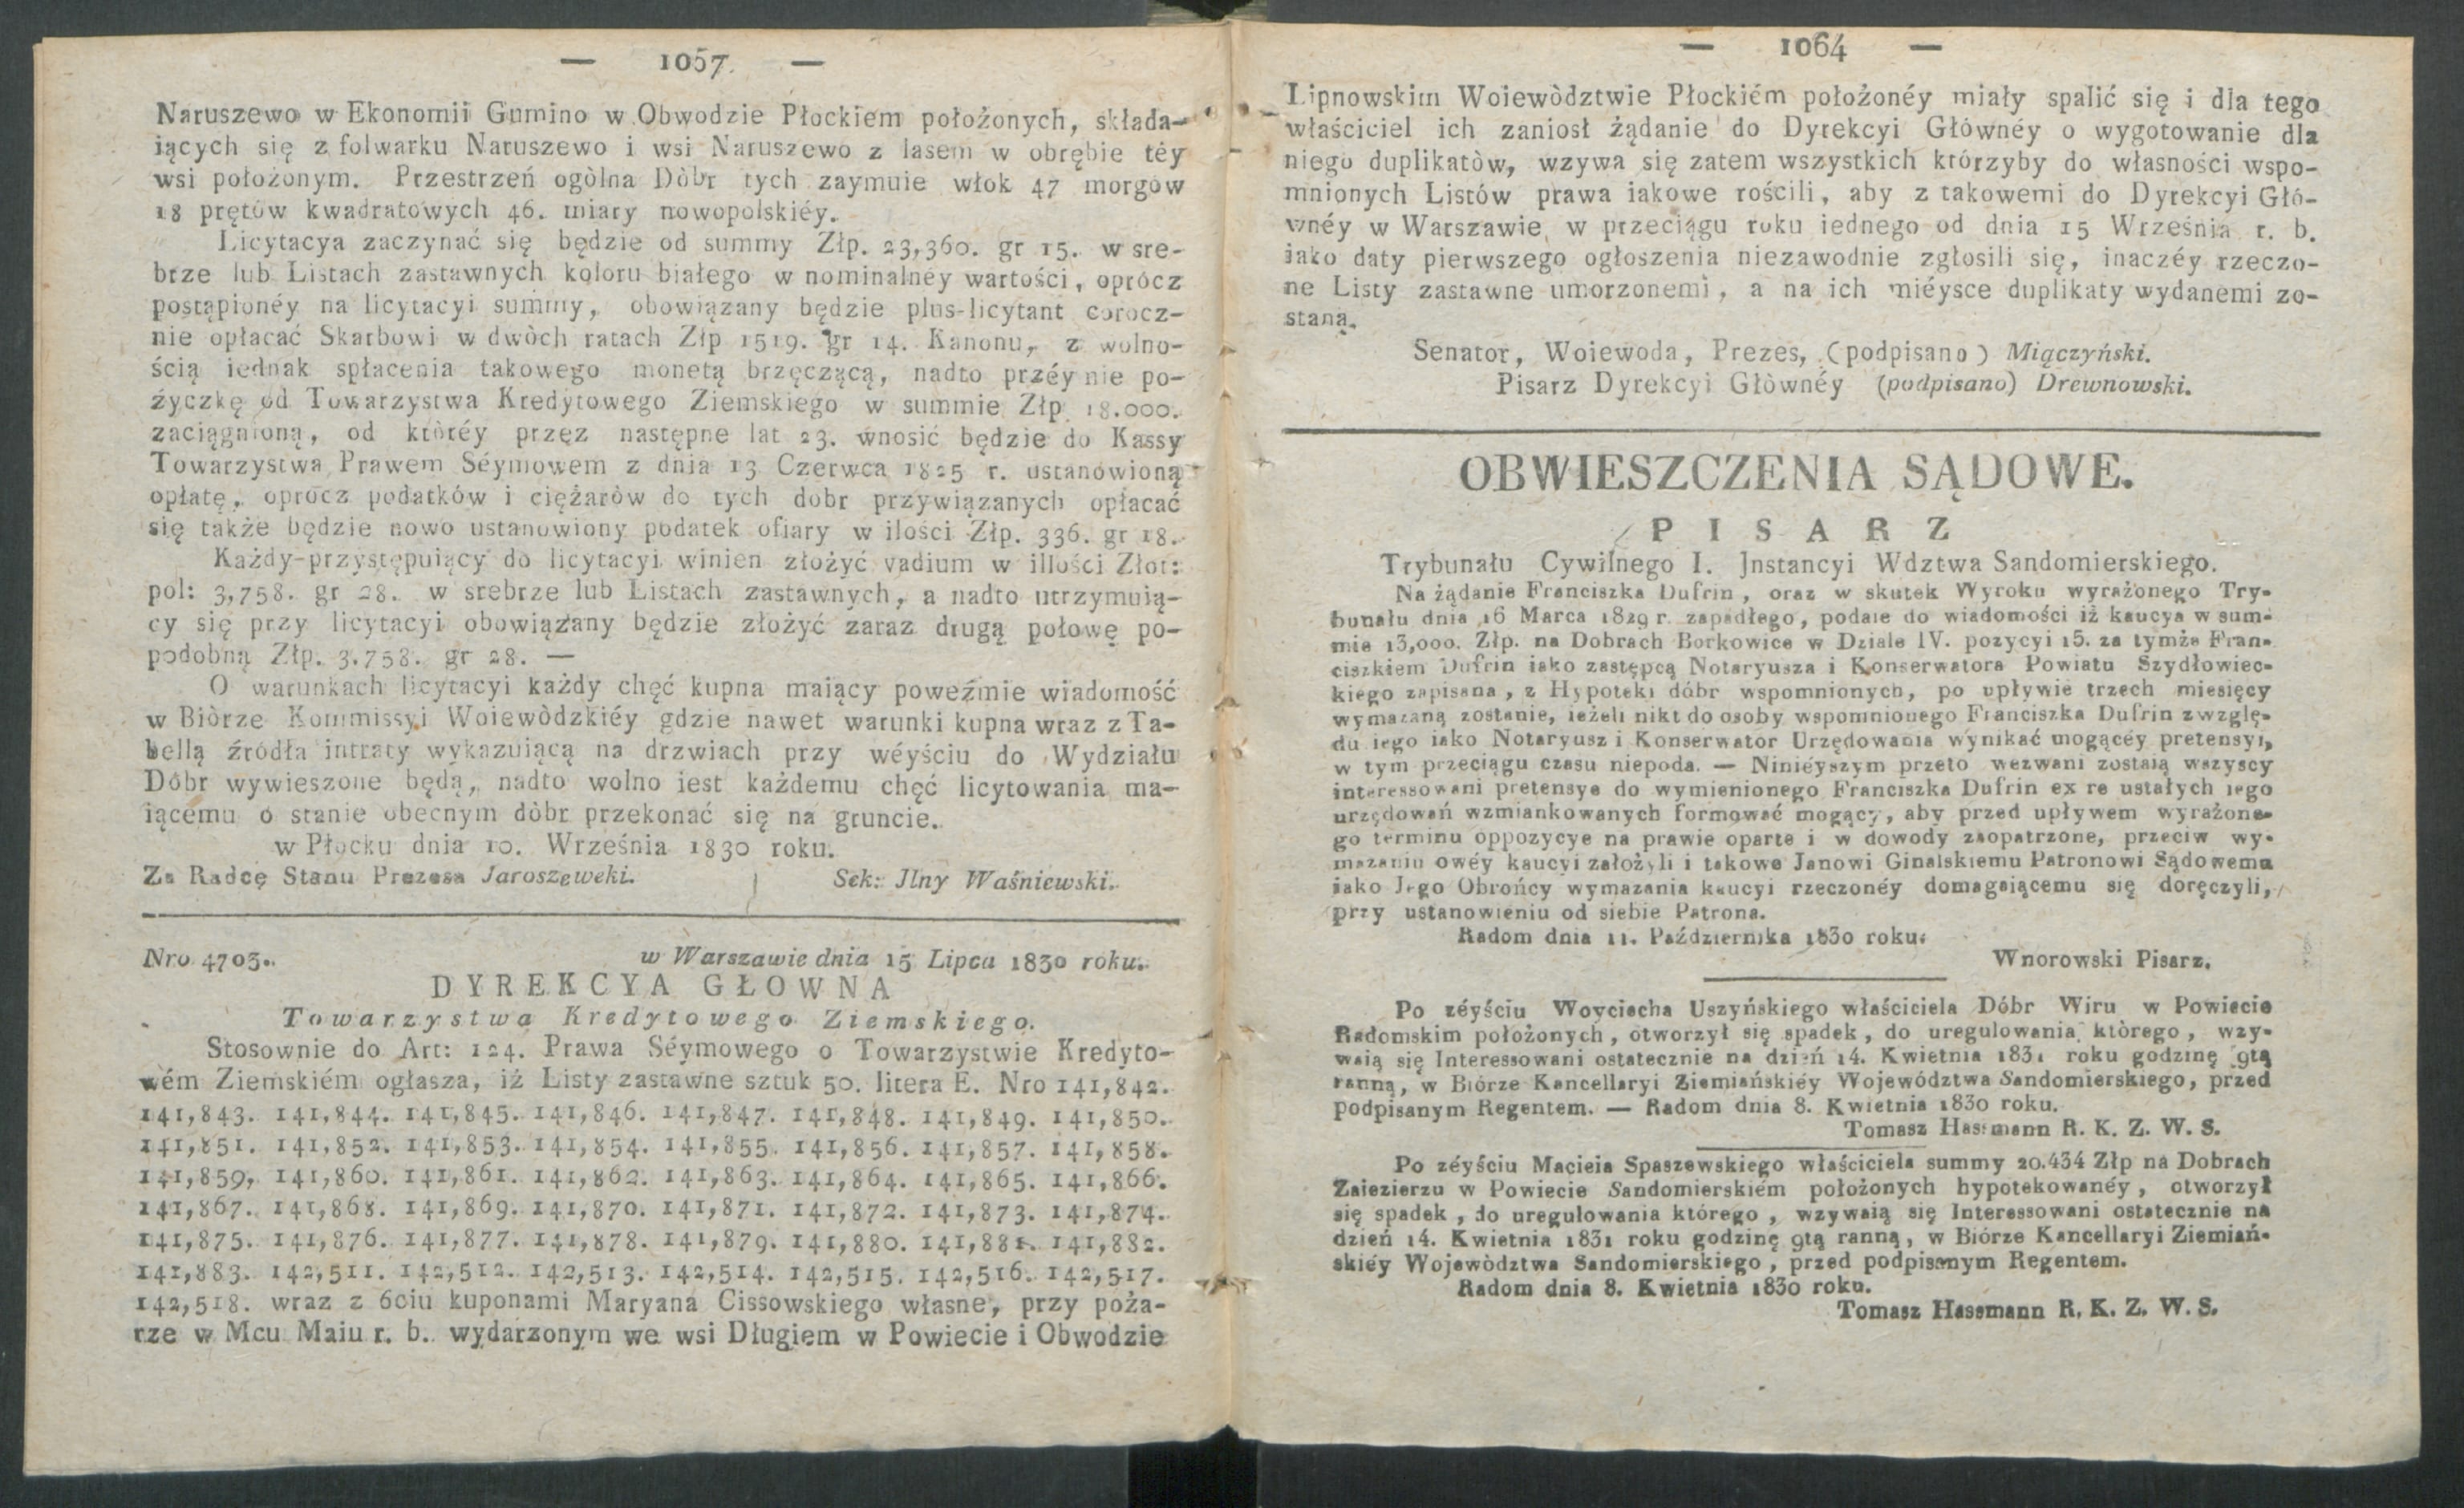 — 1057. —
Naruszewo w Ekonomii Gumino w Obwodzie Płockiem położonych, składa-
iących się z folwarku Naruszewo i wsi Naruszewo z lasem w obrębie téy
wsi położonym. Przestrzeń ogòlna Dòbr tych zaymuie włok 47 morgów
18 prętów kwadratowych 46. miary nowopolskiéy.
Licytacya zaczynać się będzie od summy Złp. 23,360. gr 15. w sre-
brze lub Listach zastawnych koloru białego w nominalnéy wartości, oprócz
postąpionéy na licytacyi summy, obowiązany będzie plus-licytant corocz-
nie opłacać Skarbowi w dwòch ratach Złp 1519. gr 14. Kanonu, z wolno-
ścią iednak spłacenia takowego monetą brzęczącą, nadto przéynie po-
życzkę od Towarzystwa Kredytowego Ziemskiego w summie Złp. 18.000.
zaciągnioną, od któréy przez następne lat 23. wnosić będzie do Kassy
Towarzystwa Prawem Séymowem z dnia 13 Czerwca 1825 r. ustanówioną
opłatę, oprócz podatków i ciężaròw do tych dobr przywiązanych opłacać
się także będzie nowo ustanowiony podatek ofiary w ilości Złp. 336. gr 18.
Każdy-przystępuiący do licytacyi winien złożyć vadium w illości Złot:
pol: 3,758. gr 28. w srebrze lub Listach zastawnych, a nadto utrzymuią-
cy się przy licytacyi obowiązany będzie złożyć zaraz drugą połowę po-
podobną Złp. 3.758. gr 28. —
O warunkach licytacyi każdy chęć kupna maiący poweźmie wiadomość
w Biòrze Kommissyi Woiewòdzkiéy gdzie nawet warunki kupna wraz z Ta-
bellą źródła intraty wykazuiącą na drzwiach przy wéyściu do Wydziału
Dóbr wywieszone będą, nadto wolno iest każdemu chęć licytowania ma-
iącemu o stanie obecnym dòbr przekonać się na gruncie.
w Płocku dnia 10. Września 1830 roku.
Za Radcę Stanu Prezesa Jaroszeweki. Sek: Jlny Waśniewski.
Nro 4703. w Warszawie dnia 15 Lipca 1830 roku.
DYREKCYA GŁOWNA
Towarzystwa Kredytowego Ziemskiego.
Stosownie do Art: 124. Prawa Séymowego o Towarzystwie Kredyto-
wém Ziemskiém ogłasza, iż Listy zastawne sztuk 50. litera E. Nro 141,842.
141,843. 141,844. 141,845. 141,846. 141,847. 141,848. 141,849. 141,850.
141,851. 141,852. 141,853. 141,854. 141,855. 141,856. 141,857. 141,858.
141,859, 141,860. 141,861. 141,862. 141,863. 141,864. 141,865. 141,866.
141,867. 141,868. 141,869. 141,870. 141,871. 141,872. 141,873. 141,874.
141,875. 141,876. 141,877. 141,878. 141,879. 141,880. 141,881. 141,882.
141,883. 142,511. 142,512. 142,513. 142,514. 142,515. 142,516. 142,517.
142,518. wraz z 6ciu kuponami Maryana Cissowskiego własne, przy poża-
rze w Mcu Maiu r. b. wydarzonym we wsi Długiem w Powiecie i Obwodzie
— 1064 —
Lipnowskim Woiewòdztwie Płockiém położonéy miały spalić się i dla tego
właściciel ich zaniosł żądanie do Dyrekcyi Głównéy o wygotowanie dla
niego duplikatòw, wzywa się zatem wszystkich którzyby do własności wspo-
mnionych Listów prawa iakowe rościli, aby z takowemi do Dyrekcyi Głó-
wnéy w Warszawie, w przeciągu roku iednego od dnia 15 Września r. b.
iako daty pierwszego ogłoszenia niezawodnie zgłosili się, inaczéy rzeczo-
ne Listy zastawne umorzonemi, a na ich miéysce duplikaty wydanemi zo-
staną.
Senator, Woiewoda, Prezes, (podpisano) Miączyński.
Pisarz Dyrekcyi Głòwnéy (podpisano) Drewnowski.
OBWIESZCZENIA SĄDOWE.
PISARZ
Trybunału Cywilnego I. Jnstancyi Wdztwa Sandomierskiego.
Na żądanie Franciszka Dufrin, oraz w skutek Wyroku wyrażonego Try-
bunału dnia 16 Marca 1829 r. zapadłego, podaie do wiadomości iż kaucya w sum-
mie 13,000. Złp. na Dobrach Borkowice w Dziale IV. pozycyi 15. za tymże Fran-
ciszkiem Dufrin iako zastępcą Notaryusza i Konserwatora Powiatu Szydłowiec-
kiego zapisana, z Hypoteki dóbr wspomnionych, po upływie trzech miesięcy
wymazaną zostanie, ieżeli nikt do osoby wspomnionego Franciszka Dufrin z wzglę-
du iego iako Notaryusz i Konserwator Urzędowania wynikać mogącéy pretensyi,
w tym przeciągu czasu niepoda. — Niniéyszym przeto wezwani zostaią wszyscy
interessowani pretensye do wymienionego Franciszka Dufrin ex re ustałych iego
urzędowań wzmiankowanych formować mogący, aby przed upływem wyrażone-
go terminu oppozycye na prawie oparte i w dowody zaopatrzone, przeciw wy-
mazaniu owéy kaucyi założyli i takowe Janowi Ginalskiemu Patronowi Sądowemu
iako Jego Obrońcy wymazania kaucyi rzeczonéy domagaiącemu się doręczyli,
przy ustanowieniu od siebie Patrona.
Radom dnia 11. Października 1830 roku.
Wnorowski Pisarz.
Po zéyściu Woyciecha Uszyńskiego właściciela Dóbr Wiru w Powiecie
Radomskim położonych, otworzył się spadek, do uregulowania któreg​o, wzy-
waią się Interessowani ostatecznie na dzień 14. Kwietnia 1831 roku godzinę 9tą
ranną, w Biórze Kancellaryi Ziemiańskiéy Województwa Sandomierskiego, przed
podpisanym Regentem. — Radom dnia 8. Kwietnia 1830 roku.
Tomasz Hassmann R. K. Z. W. S.
Po zéyściu Macieia Spaszewskiego właściciela summy 20.434 Złp na Dobrach
Zaiezierzu w Powiecie Sandomierskiém położonych hypotekowanéy, otworzył
się spadek, do uregulowania którego, wzywaią się Interessowani ostatecznie na
dzień 14. Kwietnia 1831 roku godzinę 9tą ranną, w Biórze Kancellaryi Ziemiań-
skiéy Wojewòdztwa Sandomierskiego, przed podpisanym Regentem.
Radom dnia 8. Kwietnia 1830 roku.
Tomasz Hassmann R. K. Z. W. S.